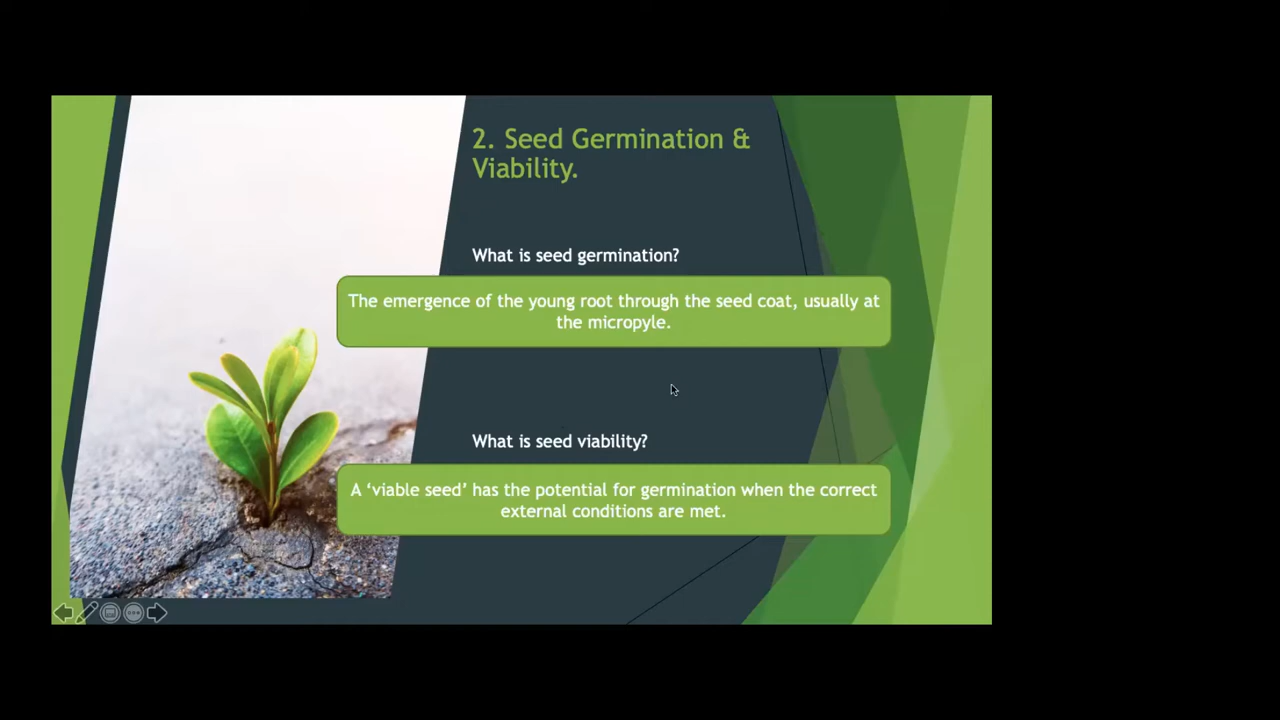 2. Seed Germination &
Viability.
What is seed germination?
The emergence of the young root through the seed coat, usually at
the micropyle.
What is seed viability?
A ‘viable seed’ has the potential for germination when the correct
external conditions are met.